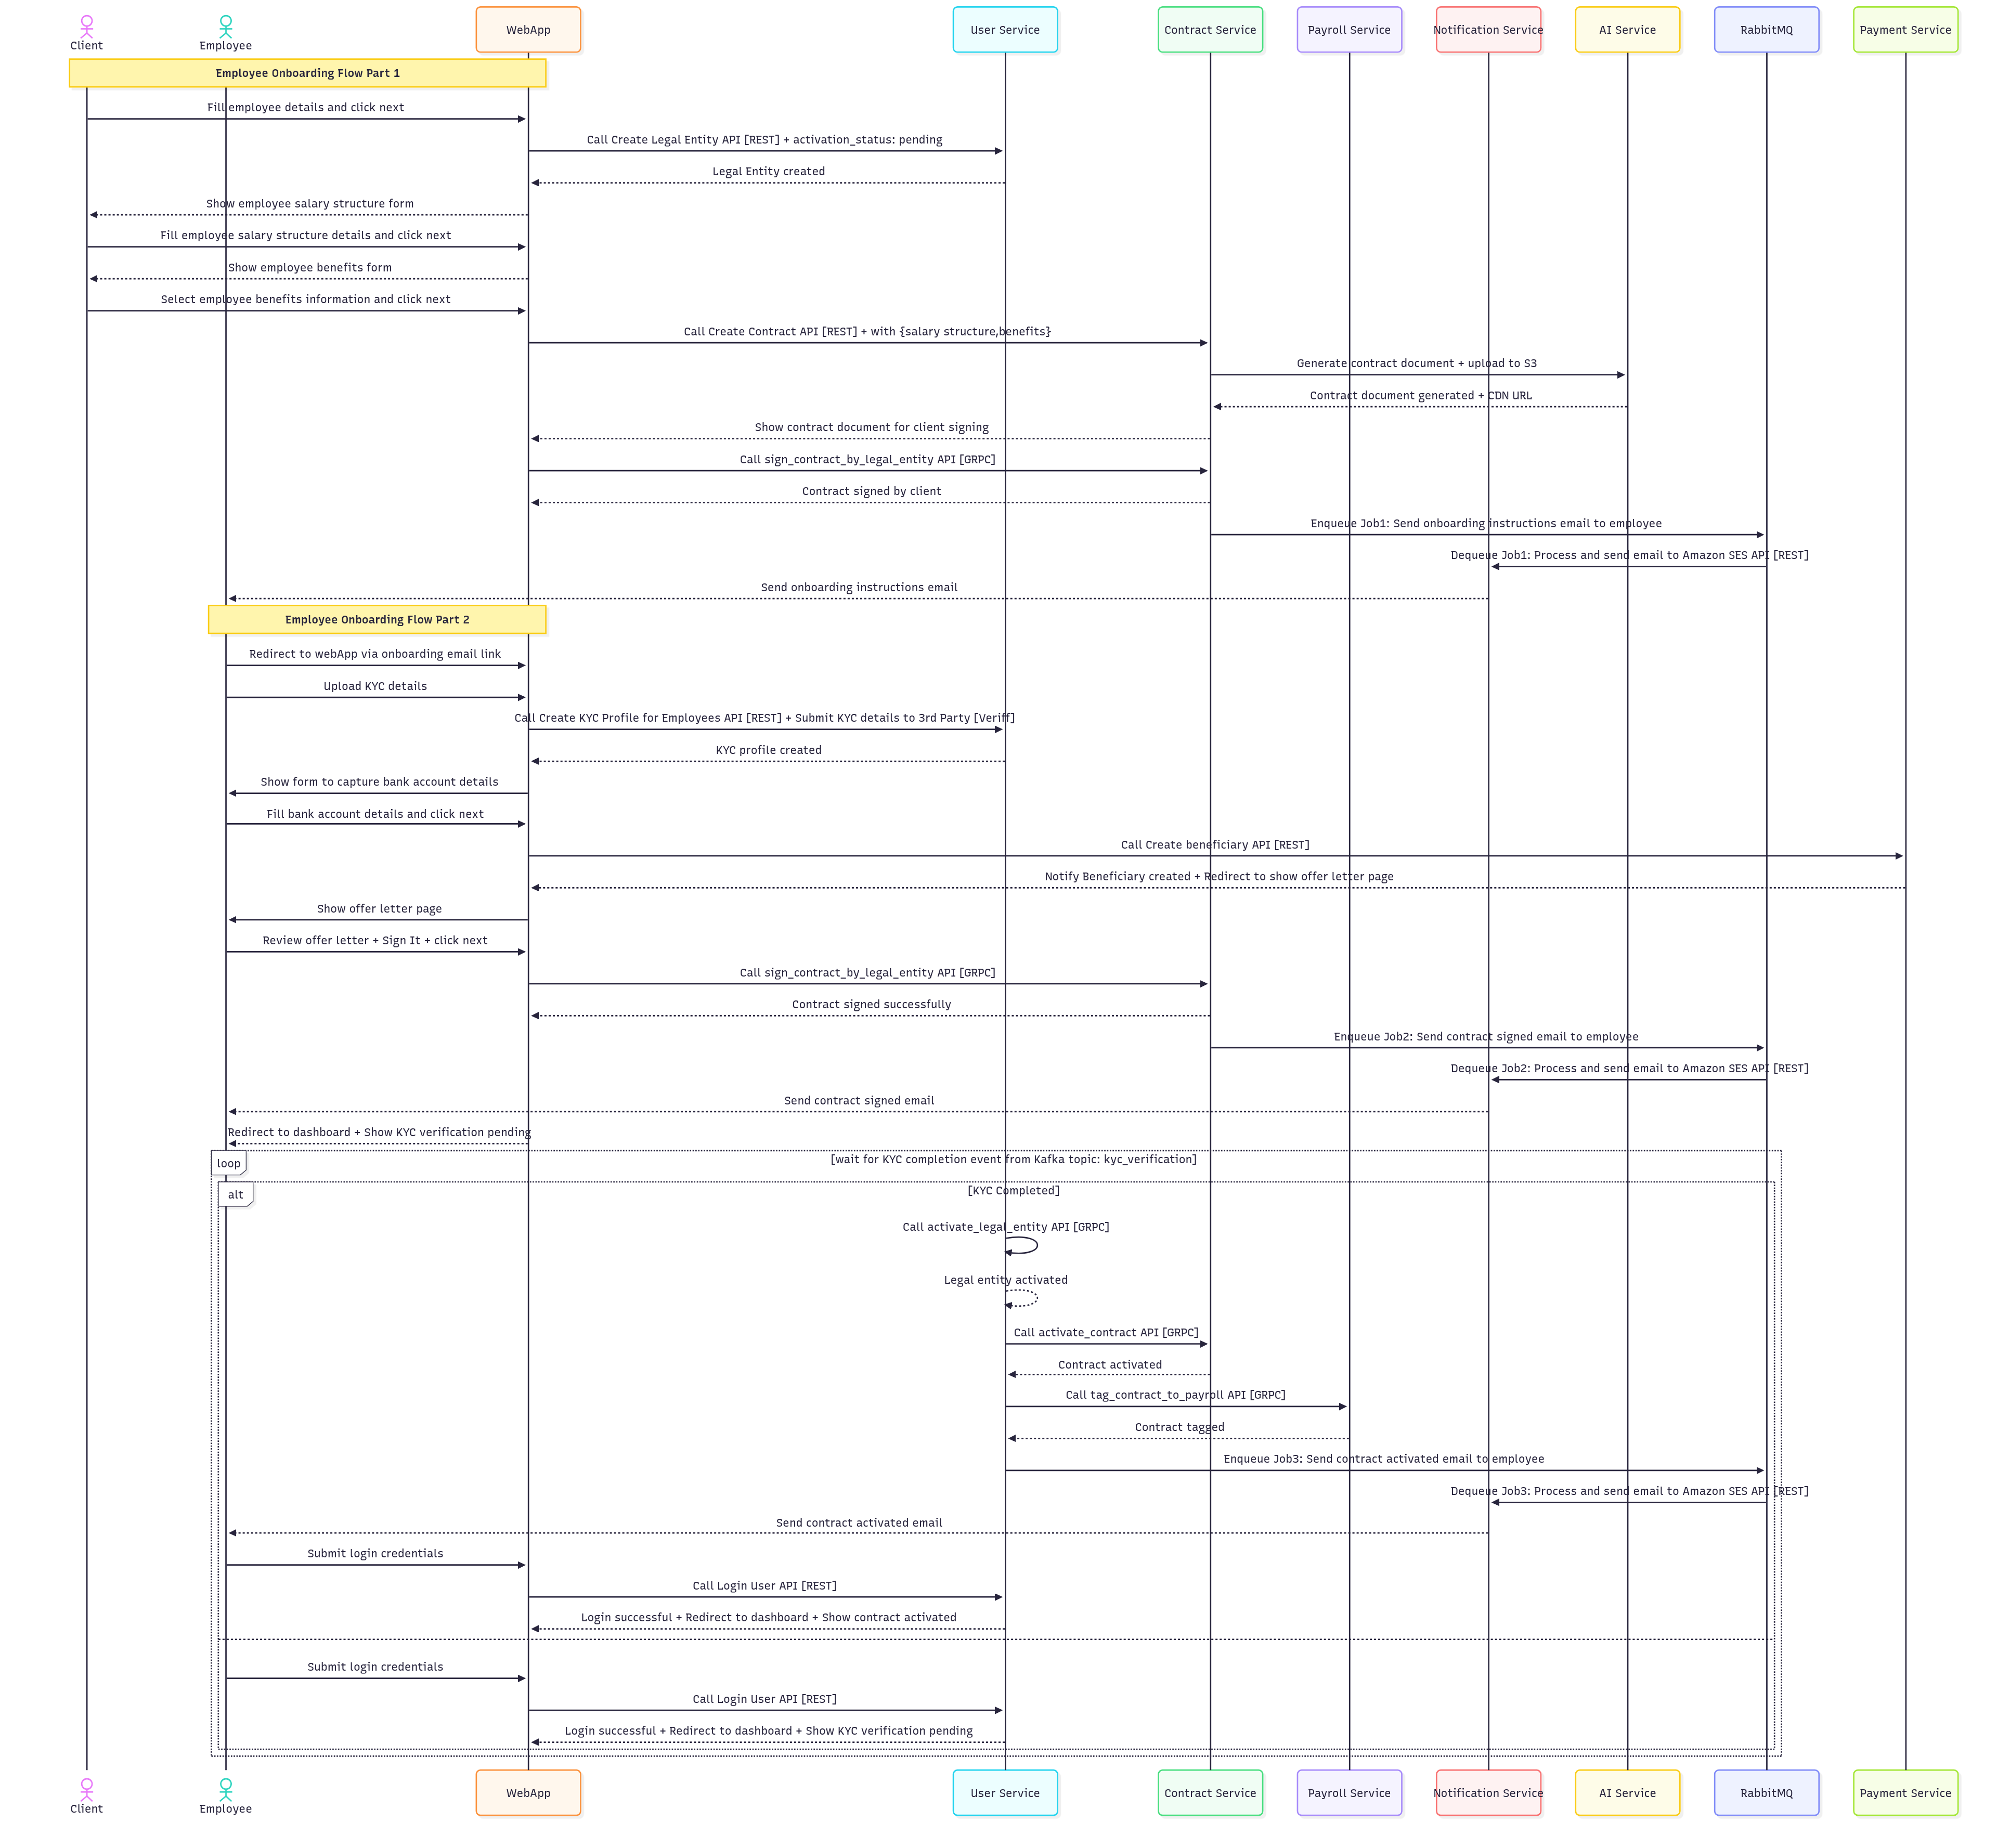 Client
Employee
WebApp
User Service
Contract Service
Payroll Service
Notification Service
AI Service
RabbitMQ
Payment Service
Employee Onboarding Flow Part 1
Fill employee details and click next
Call Create Legal Entity API [REST] + activation_status: pending
Legal Entity created
Show employee salary structure form
Fill employee salary structure details and click next
Show employee benefits form
Select employee benefits information and click next
Call Create Contract API [REST] + with {salary structure,benefits}
Generate contract document + upload to S3
Contract document generated + CDN URL
Show contract document for client signing
Call sign_contract_by_legal_entity API [GRPC]
Contract signed by client
Enqueue Job1: Send onboarding instructions email to employee
Dequeue Job1: Process and send email to Amazon SES API [REST]
Send onboarding instructions email
Employee Onboarding Flow Part 2
Redirect to webApp via onboarding email link
Upload KYC details
Call Create KYC Profile for Employees API [REST] + Submit KYC details to 3rd Party [Veriff]
KYC profile created
Show form to capture bank account details
Fill bank account details and click next
Call Create beneficiary API [REST]
Notify Beneficiary created + Redirect to show offer letter page
Show offer letter page
Review offer letter + Sign It + click next
Call sign_contract_by_legal_entity API [GRPC]
Contract signed successfully
Enqueue Job2: Send contract signed email to employee
Dequeue Job2: Process and send email to Amazon SES API [REST]
Send contract signed email
Redirect to dashboard + Show KYC verification pending
loop
[wait for KYC completion event from Kafka topic: kyc_verification]
alt
[KYC Completed]
Call activate_legal_entity API [GRPC]
Legal entity activated
Call activate_contract API [GRPC]
Contract activated
Call tag_contract_to_payroll API [GRPC]
Contract tagged
Enqueue Job3: Send contract activated email to employee
Dequeue Job3: Process and send email to Amazon SES API [REST]
Send contract activated email
Submit login credentials
Call Login User API [REST]
Login successful + Redirect to dashboard + Show contract activated
Submit login credentials
Call Login User API [REST]
Login successful + Redirect to dashboard + Show KYC verification pending
Client
Employee
WebApp
User Service
Contract Service
Payroll Service
Notification Service
AI Service
RabbitMQ
Payment Service